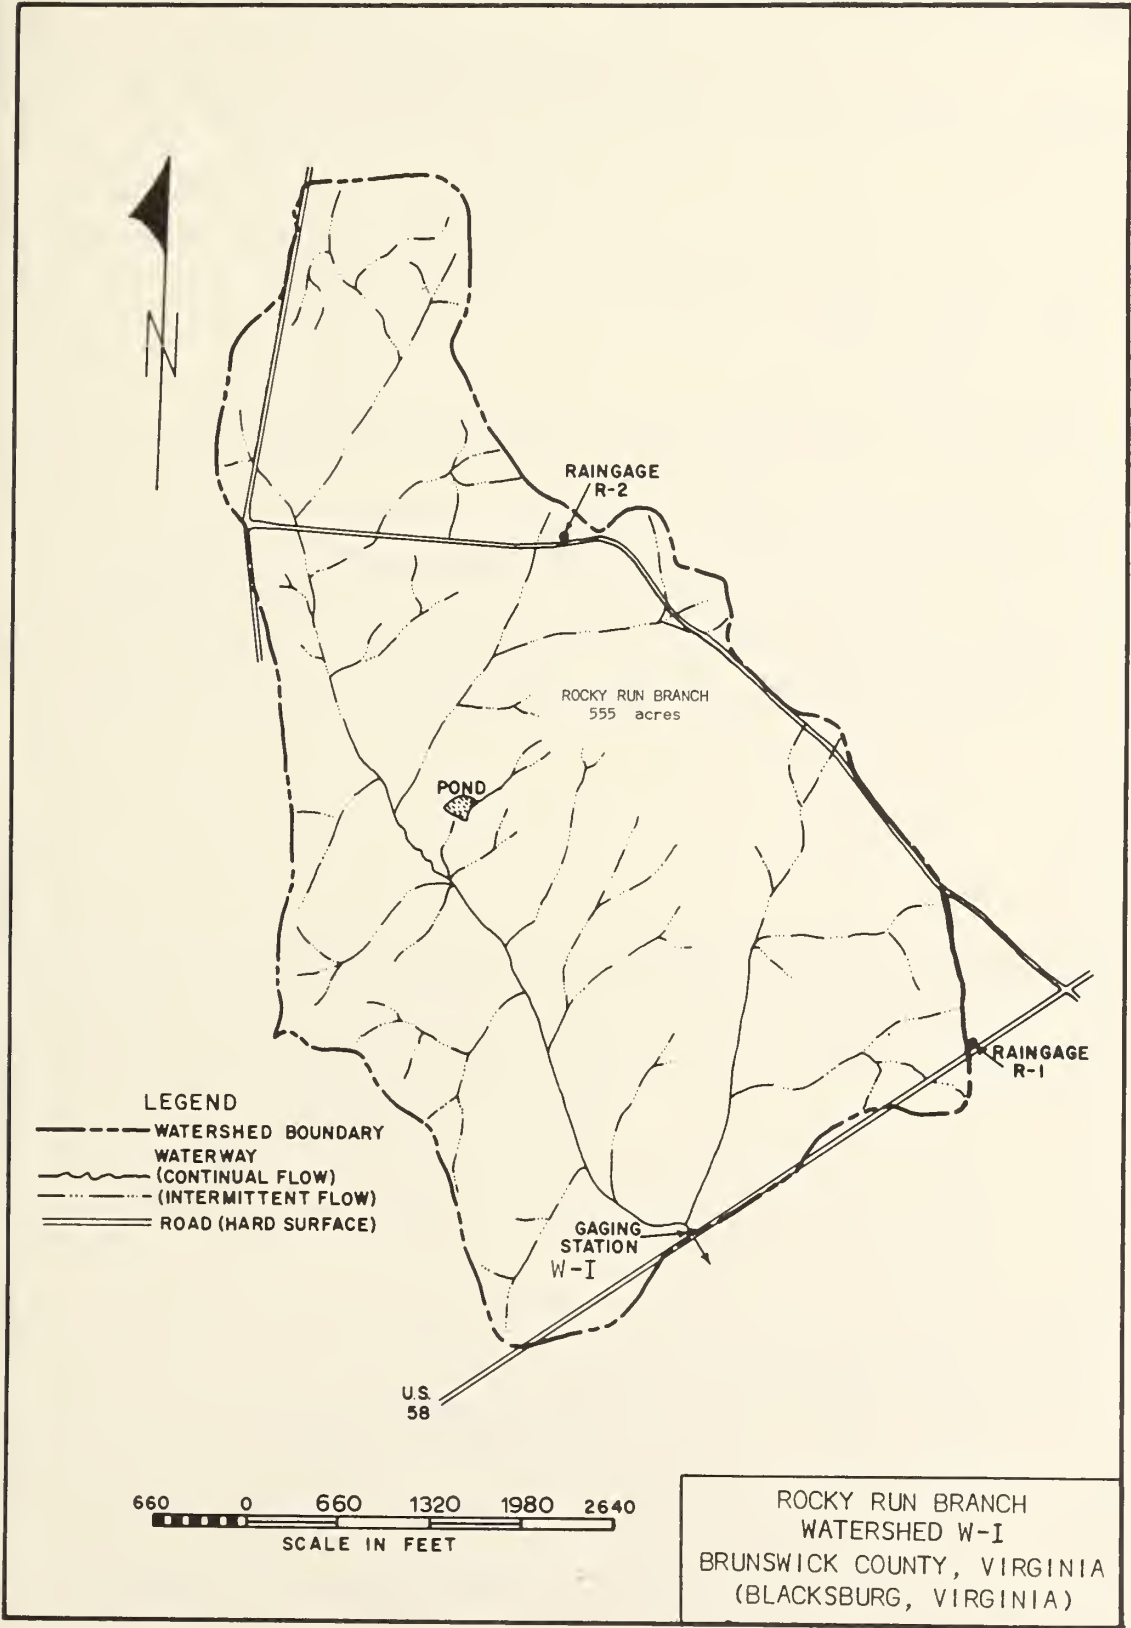 N
RAINGAGE
R-2
ROCKY RUN BRANCH
555 acres
POND
RAINGAGE
R-1
LEGEND
WATERSHED BOUNDARY
WATERWAY
(CONTINUAL FLOW)
(INTERMITTENT FLOW)
ROAD (HARD SURFACE)
GAGING
STATION
W-I
U.S.
58
660 0 660 1320 1980 2640
SCALE IN FEET
ROCKY RUN BRANCH
WATERSHED W-I
BRUNSWICK COUNTY, VIRGINIA
(BLACKSBURG, VIRGINIA)